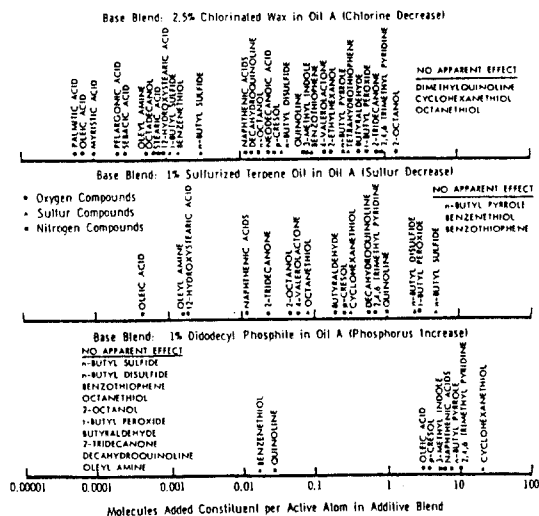 Base Blend: 2.5% Chlorinated Wax in Oil A (Chlorine Decrease)
PALMITIC ACID
OLEIC ACID
MYRISTIC ACID
PELARGONIC ACID
SEBACIC ACID
OLEYL AMINE
OCTADECANOL
STEARIC ACID
12-HYDROXYSTEARIC ACID
t-BUTYL SULFIDE
BENZENETHIOL
n-BUTYL SULFIDE
NAPHTHENIC ACIDS
DECAHYDROQUINOLINE
n-OCTANOL
NEODECANOIC ACID
p-CRESOL
n-BUTYL DISULFIDE
QUINOLINE
3-METHYL INDOLE
BENZOTHIOPHENE
4-VALEROLACTONE
2-ETHYLHEXANOL
n-BUTYL PYRROLE
TETRAHYDROTHIOPHENE
BUTYRALDEHYDE
t-BUTYL PEROXIDE
2-TRIDECANONE
2,4,6 TRIMETHYL PYRIDINE
2-OCTANOL
NO APPARENT EFFECT
DIMETHYLQUINOLINE
CYCLOHEXANETHIOL
OCTANETHIOL
Base Blend: 1% Sulfurized Terpene Oil in Oil A (Sulfur Decrease)
Oxygen Compounds
Sulfur Compounds
Nitrogen Compounds
OLEIC ACID
OLEYL AMINE
12-HYDROXYSTEARIC ACID
NAPHTHENIC ACIDS
2-TRIDECANONE
2-OCTANOL
4-VALEROLACTONE
OCTANETHIOL
BUTYRALDEHYDE
p-CRESOL
CYCLOHEXANETHIOL
DECAHYDROQUINOLINE
2,4,6 TRIMETHYL PYRIDINE
QUINOLINE
n-BUTYL DISULFIDE
t-BUTYL PEROXIDE
n-BUTYL SULFIDE
NO APPARENT EFFECT
n-BUTYL PYRROLE
BENZENETHIOL
BENZOTHIOPHENE
Base Blend: 1% Didodecyl Phosphite in Oil A (Phosphorus Increase)
NO APPARENT EFFECT
n-BUTYL SULFIDE
n-BUTYL DISULFIDE
BENZOTHIOPHENE
OCTANETHIOL
2-OCTANOL
t-BUTYL PEROXIDE
BUTYRALDEHYDE
2-TRIDECANONE
DECAHYDROQUINOLINE
OLEYL AMINE
BENZENETHIOL
QUINOLINE
OLEIC ACID
p-CRESOL
3-METHYL INDOLE
NAPHTHENIC ACIDS
n-BUTYL PYRROLE
2,4,6 TRIMETHYL PYRIDINE
CYCLOHEXANETHIOL
0.00001 0.0001 0.001 0.01 0.1 1 10 100
Molecules Added Constituent per Active Atom in Additive Blend